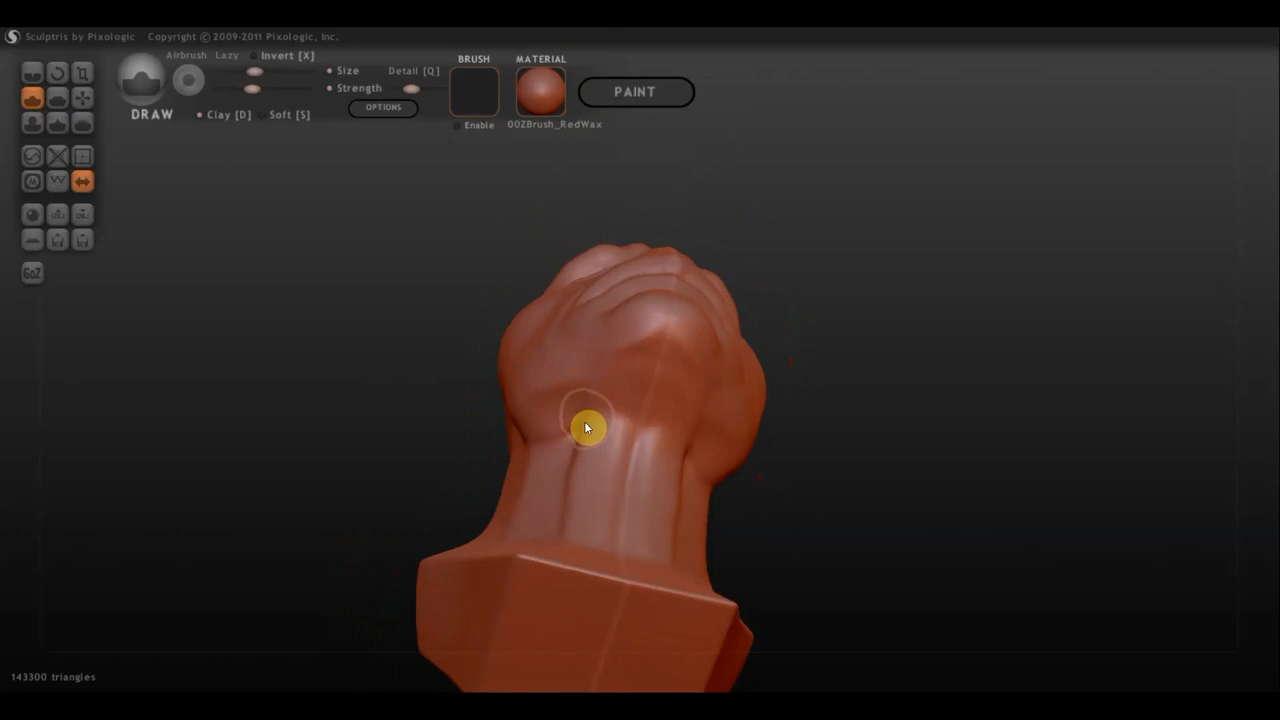 Sculptris by Pixologic Copyright © 2009-2011 Pixologic, Inc.
Airbrush Lazy Invert [X]
BRUSH MATERIAL
Size Detail [Q]
Strength
PAINT
OPTIONS
DRAW Clay [D] Soft [S]
Enable 00ZBrush_RedWax
GoZ
143300 triangles